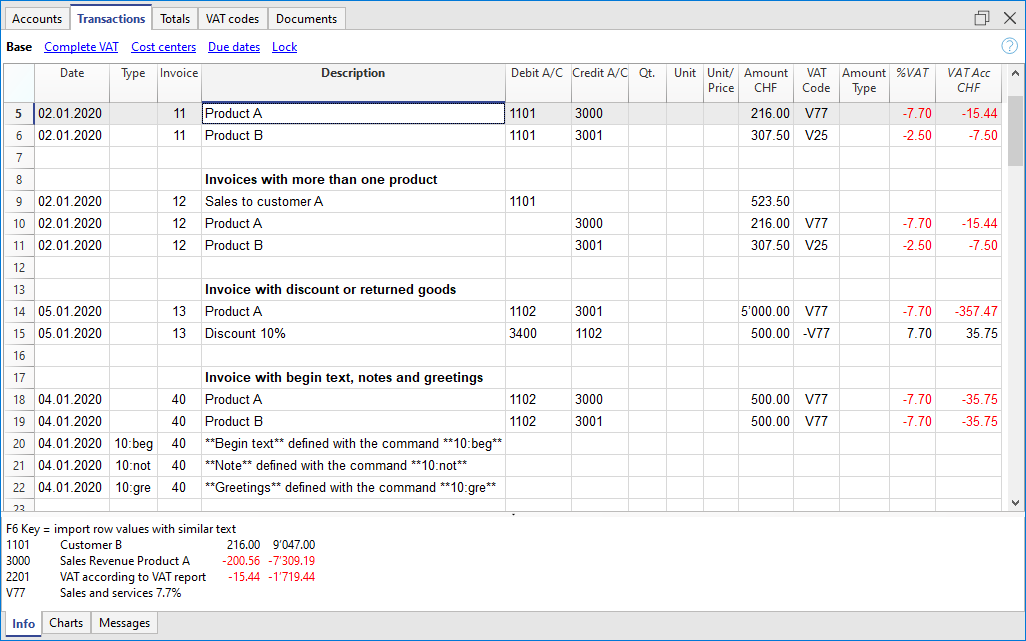 Accounts Transactions Totals VAT codes Documents
Base Complete VAT Cost centers Due dates Lock ?
Date Type Invoice Description Debit A/C Credit A/C Qt. Unit Unit/ Price Amount CHF VAT Code Amount Type %VAT VAT Acc CHF
5 02.01.2020 11 Product A 1101 3000 216.00 V77 -7.70 -15.44
6 02.01.2020 11 Product B 1101 3001 307.50 V25 -2.50 -7.50
7
8 Invoices with more than one product
9 02.01.2020 12 Sales to customer A 1101 523.50
10 02.01.2020 12 Product A 3000 216.00 V77 -7.70 -15.44
11 02.01.2020 12 Product B 3001 307.50 V25 -2.50 -7.50
12
13 Invoice with discount or returned goods
14 05.01.2020 13 Product A 1102 3001 5'000.00 V77 -7.70 -357.47
15 05.01.2020 13 Discount 10% 3400 1102 500.00 -V77 7.70 35.75
16
17 Invoice with begin text, notes and greetings
18 04.01.2020 40 Product A 1102 3000 500.00 V77 -7.70 -35.75
19 04.01.2020 40 Product B 1102 3001 500.00 V77 -7.70 -35.75
20 04.01.2020 10:beg 40 **Begin text** defined with the command **10:beg**
21 04.01.2020 10:not 40 **Note** defined with the command **10:not**
22 04.01.2020 10:gre 40 **Greetings** defined with the command **10:gre**
23
F6 Key = import row values with similar text
1101 Customer B 216.00 9'047.00
3000 Sales Revenue Product A -200.56 -7'309.19
2201 VAT according to VAT report -15.44 -1'719.44
V77 Sales and services 7.7%
Info Charts Messages